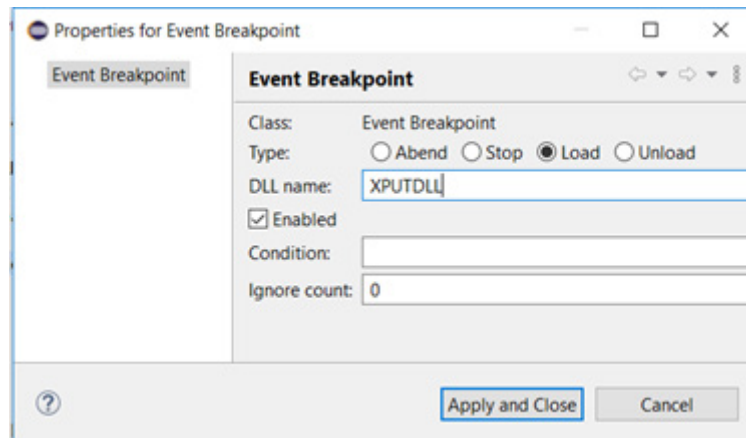 Properties for Event Breakpoint
Event Breakpoint
Event Breakpoint
Class: Event Breakpoint
Type: Abend Stop Load Unload
DLL name: XPUTDLL
Enabled
Condition:
Ignore count: 0
Apply and Close Cancel